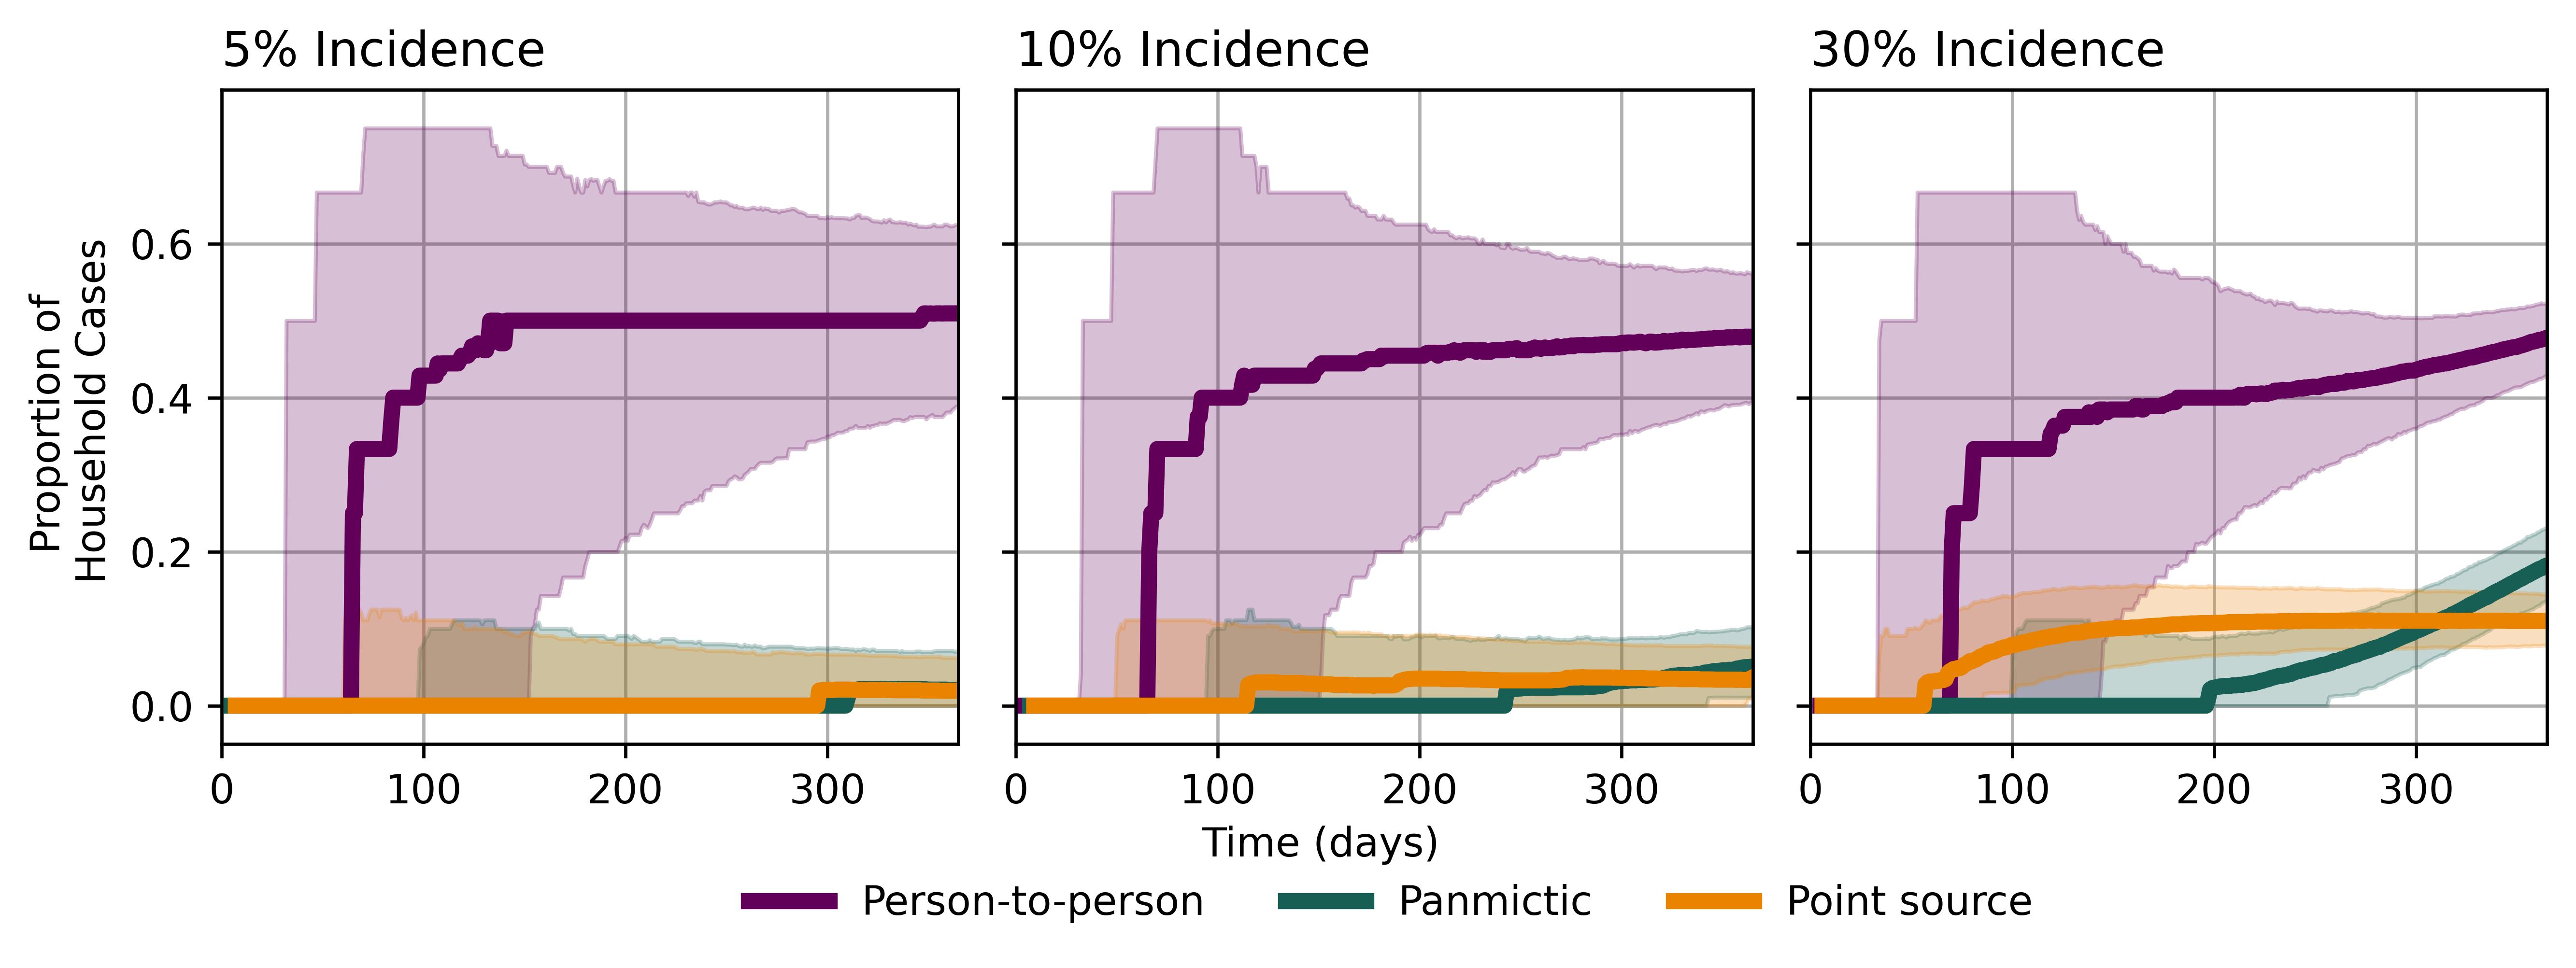 5% Incidence
10% Incidence
30% Incidence
Proportion of
Household Cases
0.6
0.4
0.2
0.0
0 100 200 300
0 100 200 300
0 100 200 300
Time (days)
Person-to-person Panmictic Point source